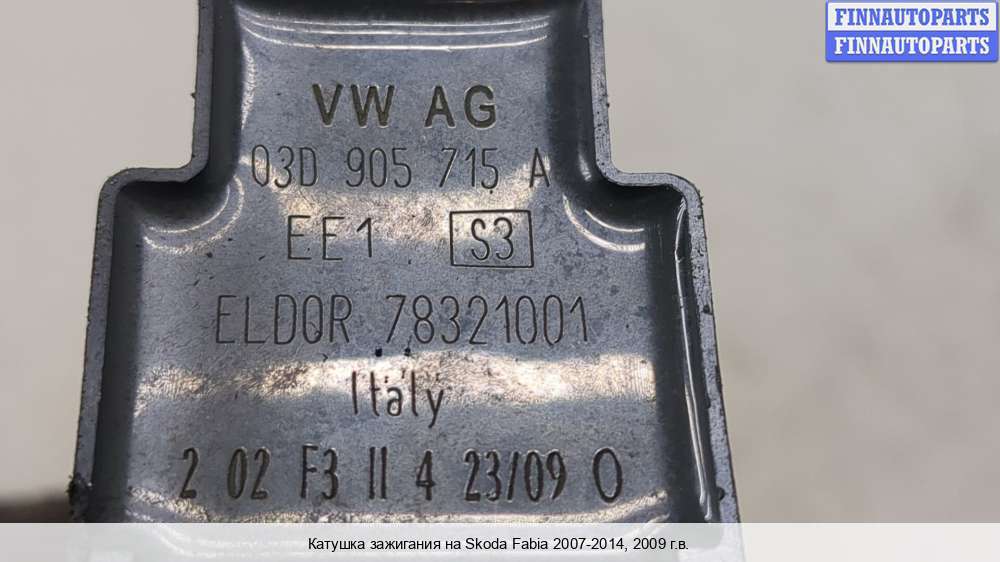 FINNAUTOPARTS
FINNAUTOPARTS
VW AG
03D 905 715 A
EE1 S3
ELDOR 78321001
Italy
2 02 F3 II 4 23/09 O
Катушка зажигания на Skoda Fabia 2007-2014, 2009 г.в.